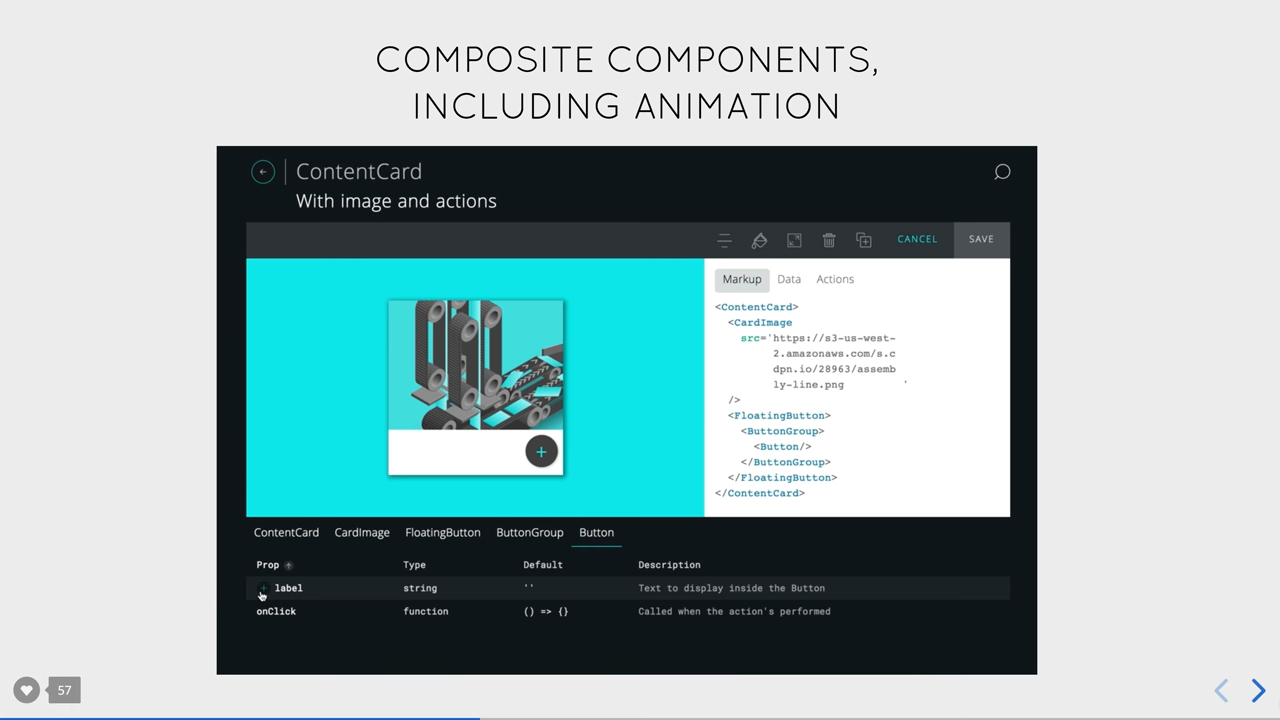 COMPOSITE COMPONENTS,
INCLUDING ANIMATION
ContentCard
With image and actions
CANCEL SAVE
Markup Data Actions
<ContentCard>
<CardImage
src='https://s3-us-west-
2.amazonaws.com/s.c
dpn.io/28963/assemb
ly-line.png '
/>
<FloatingButton>
<ButtonGroup>
<Button/>
</ButtonGroup>
</FloatingButton>
</ContentCard>
ContentCard CardImage FloatingButton ButtonGroup Button
Prop Type Default Description
label string '' Text to display inside the Button
onClick function () => {} Called when the action's performed
57